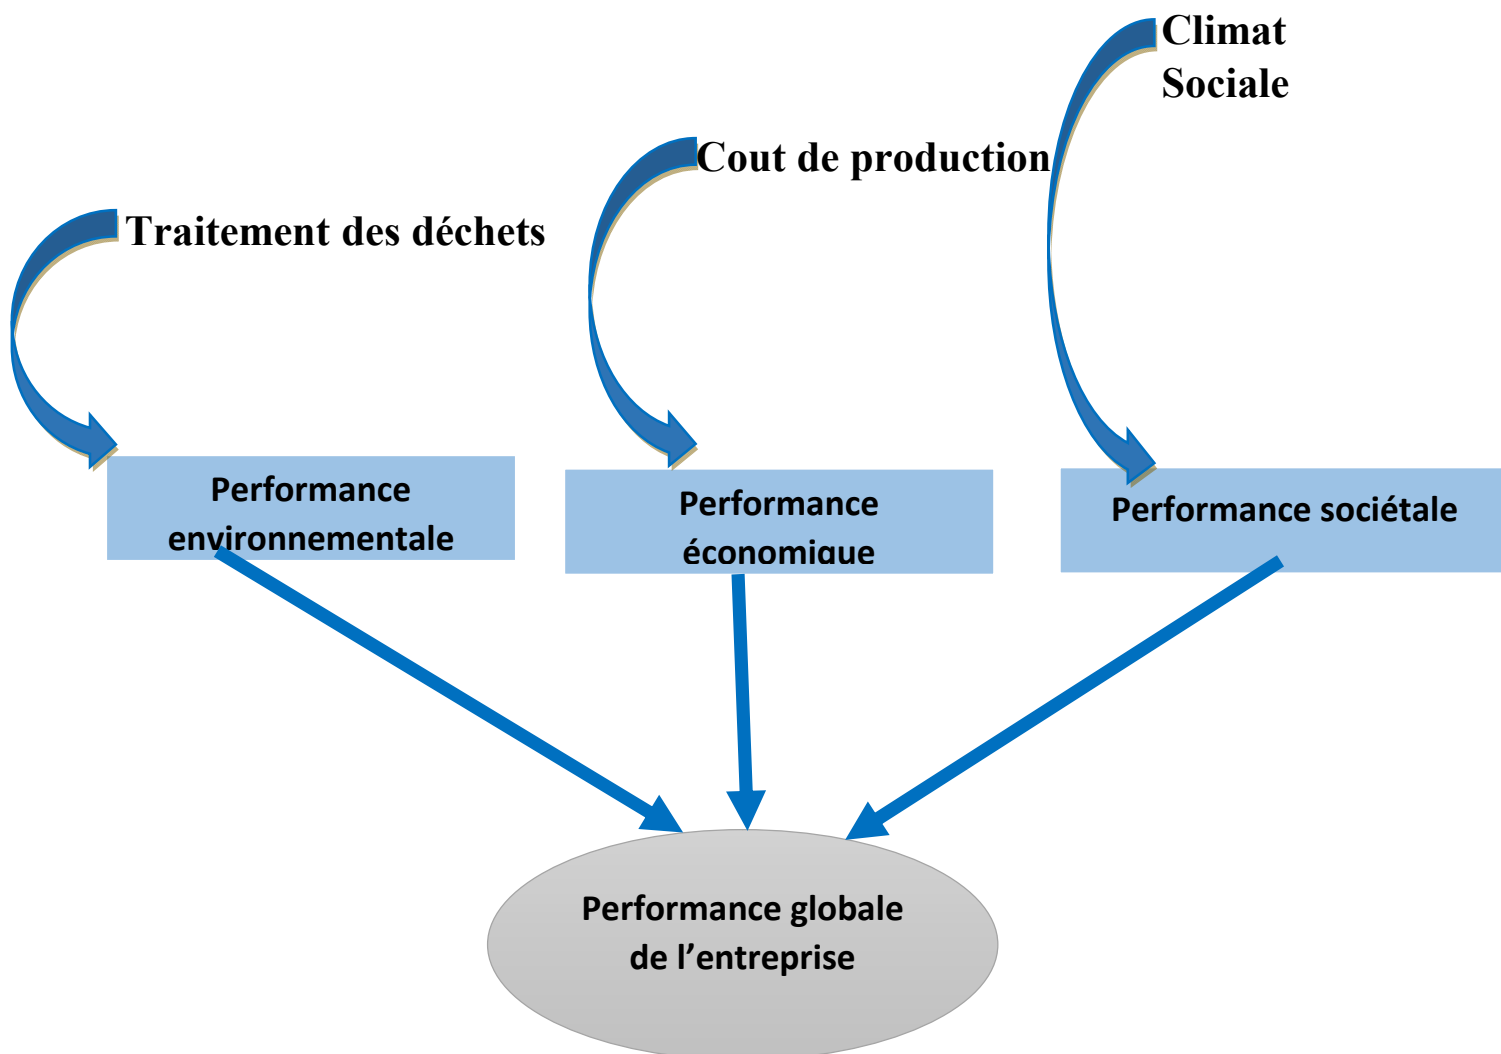 Climat
Sociale
Cout de production
Traitement des déchets
Performance
environnementale
Performance
économique
Performance sociétale
Performance globale
de l’entreprise